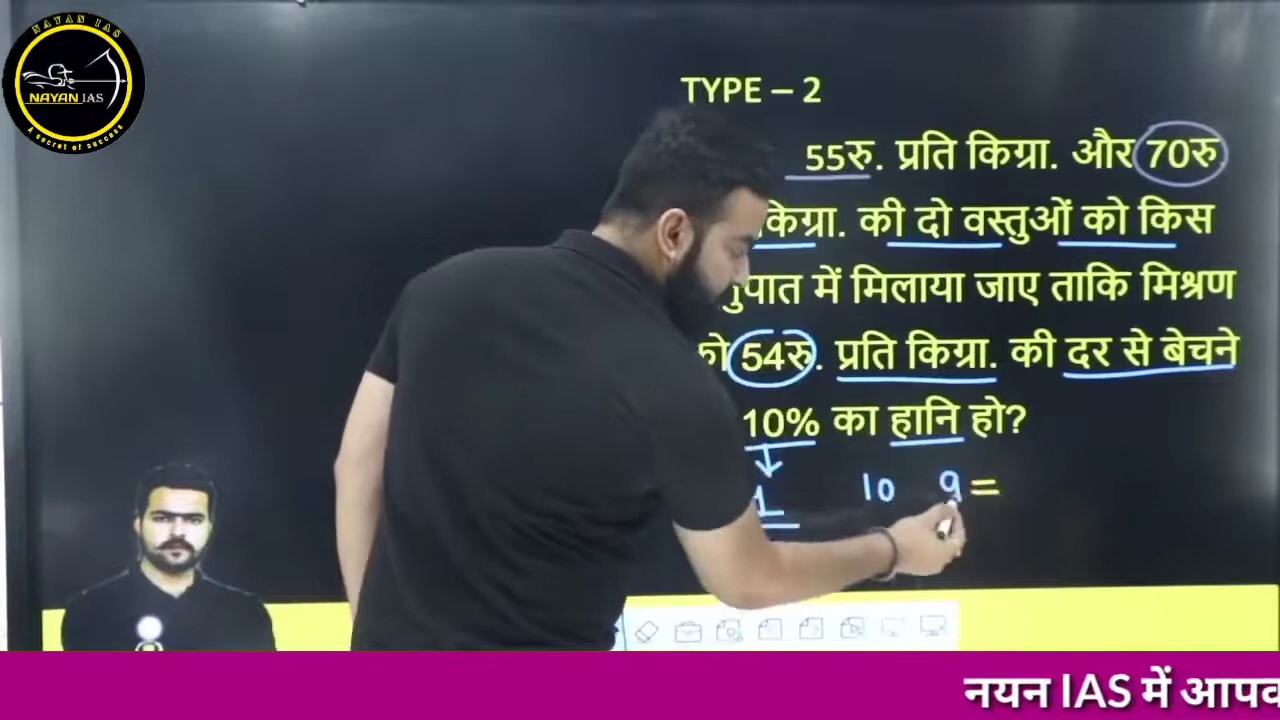 NAYAN IAS
NAYAN IAS
A secret of success
TYPE – 2
55रु. प्रति किग्रा. और 70रु
किग्रा. की दो वस्तुओं को किस
में मिलाया जाए ताकि मिश्रण
54रु. प्रति किग्रा. की दर से बेचने
10% का हानि हो?
1 10 9 =
नयन IAS में